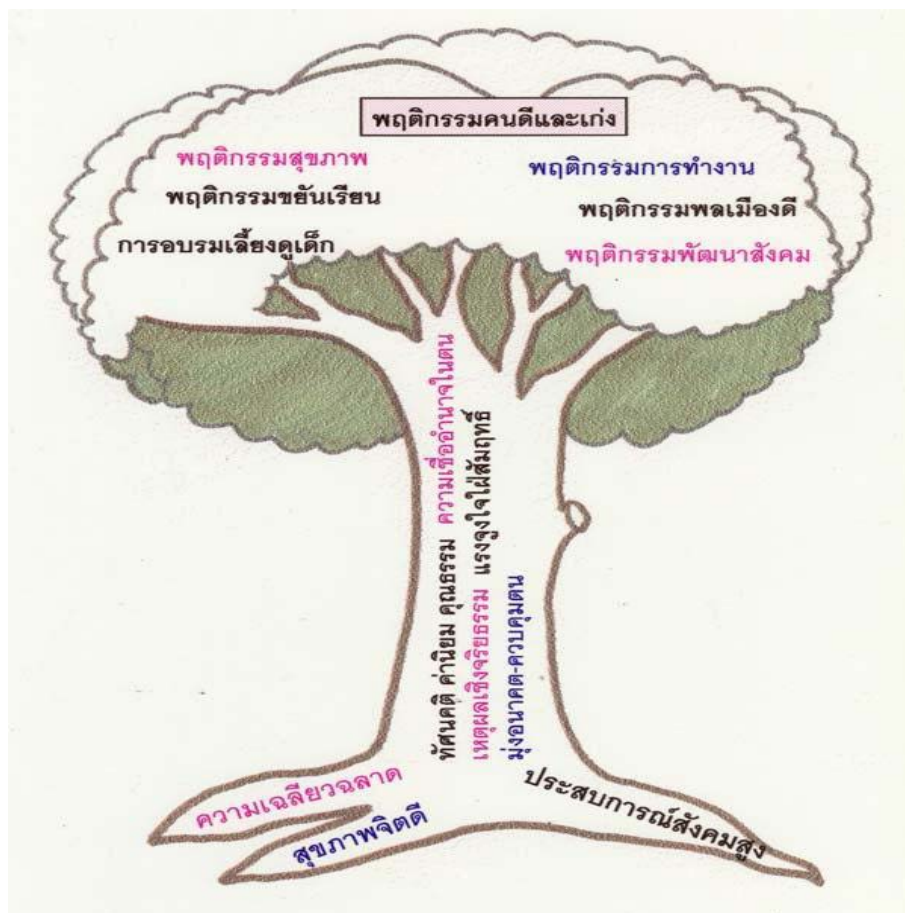 พฤติกรรมคนดีและเก่ง
พฤติกรรมสุขภาพ
พฤติกรรมขยันเรียน
การอบรมเลี้ยงดูเด็ก
พฤติกรรมการทำงาน
พฤติกรรมพลเมืองดี
พฤติกรรมพัฒนาสังคม
ทัศนคติ ค่านิยม คุณธรรม ความเชื่ออำนาจในตน
เหตุผลเชิงจริยธรรม แรงจูงใจใฝ่สัมฤทธิ์
มุ่งอนาคต-ควบคุมตน
ความเฉลียวฉลาด
สุขภาพจิตดี
ประสบการณ์สังคมสูง